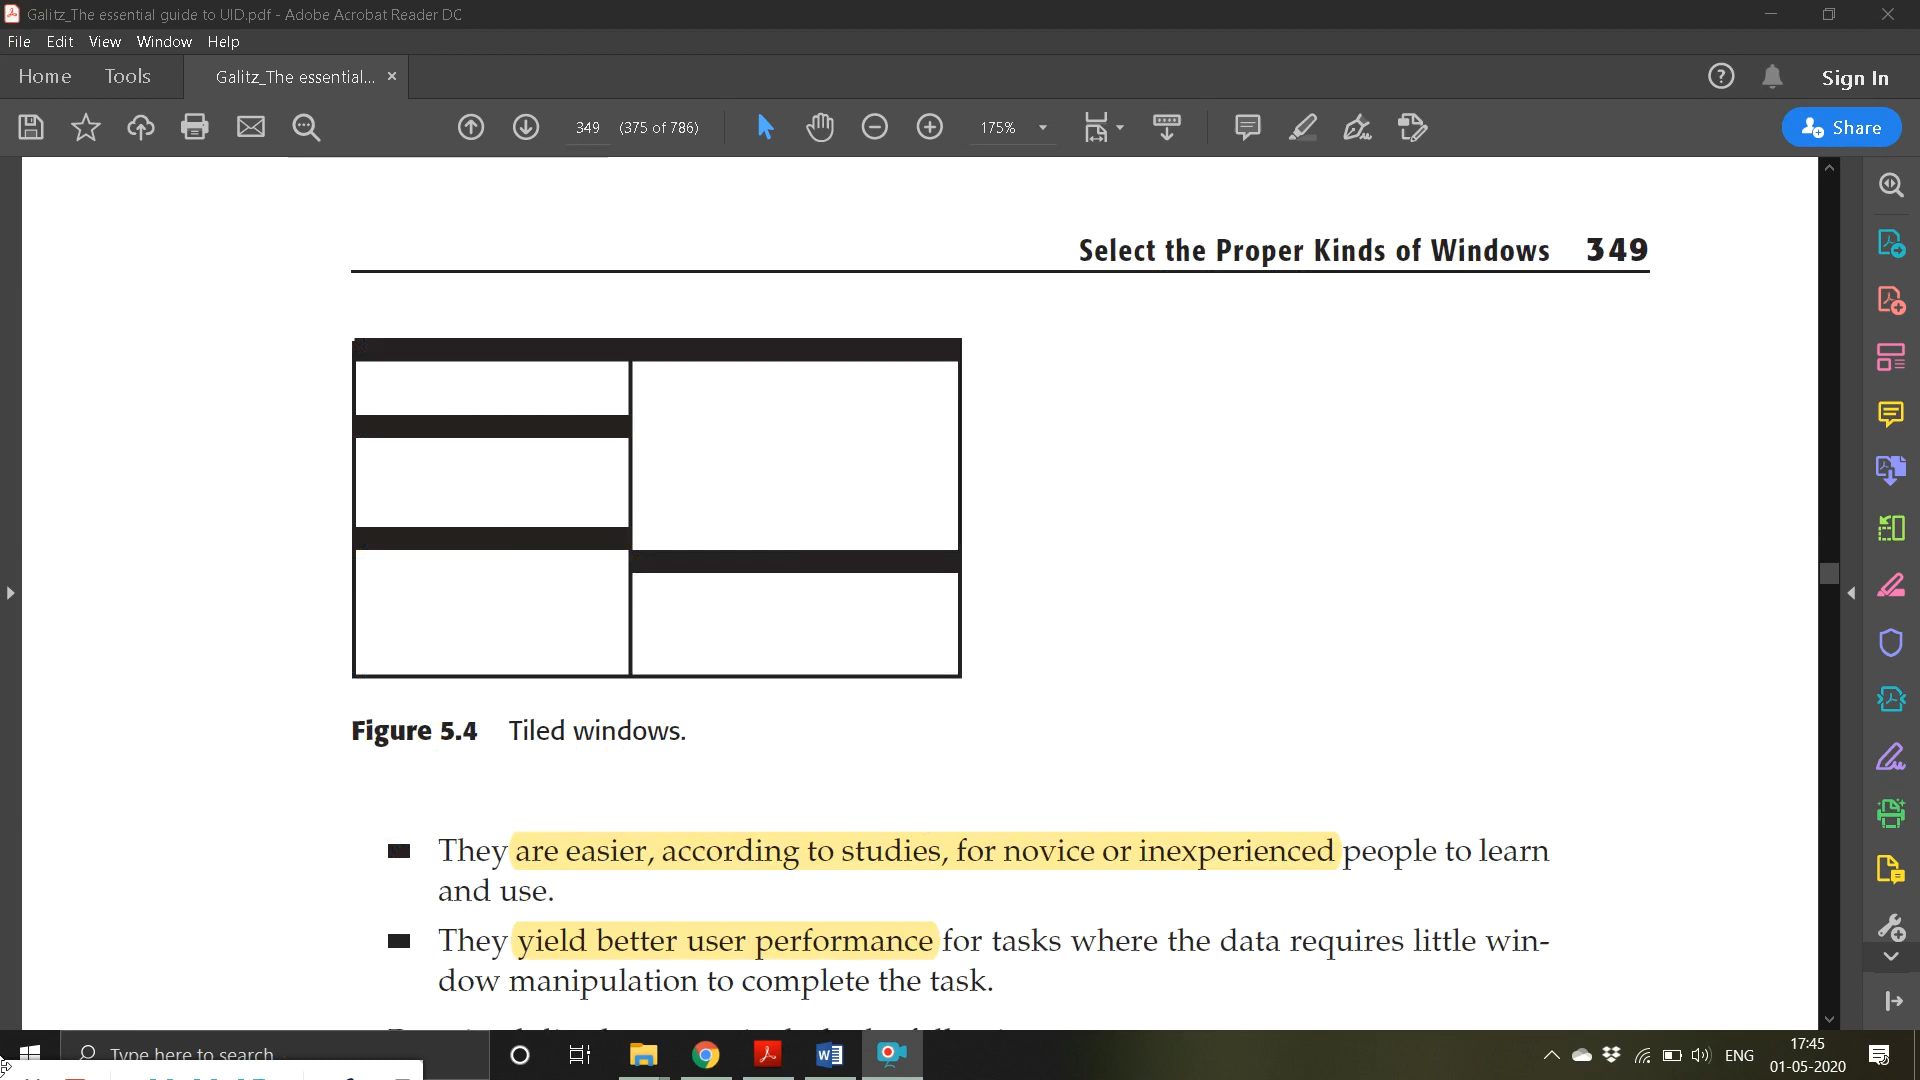 Galitz_The essential guide to UID.pdf - Adobe Acrobat Reader DC
File Edit View Window Help
Home Tools Galitz_The essential... × Sign In
349 (375 of 786) 175% Share
Select the Proper Kinds of Windows 349
Figure 5.4 Tiled windows.
They are easier, according to studies, for novice or inexperienced people to learn
and use.
They yield better user performance for tasks where the data requires little win-
dow manipulation to complete the task.
Type here to search
ENG
17:45
01-05-2020